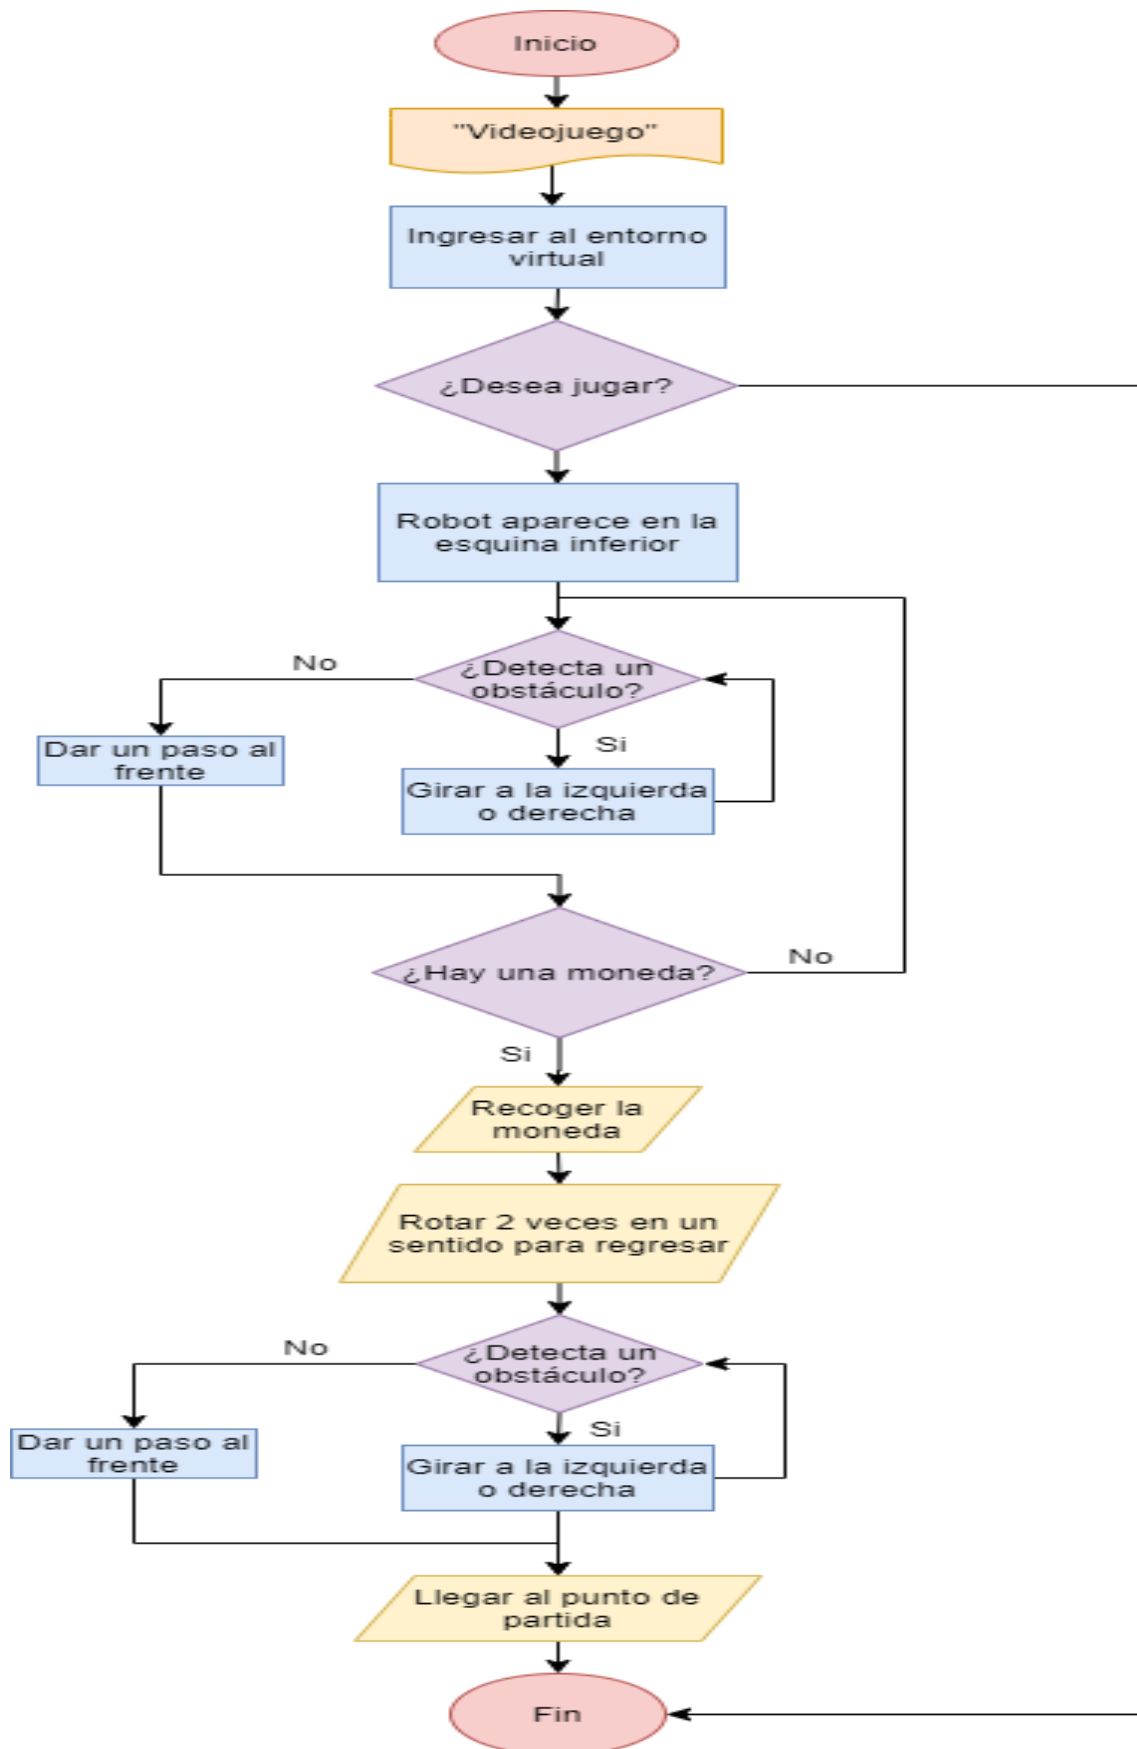 Inicio
"Videojuego"
Ingresar al entorno
virtual
¿Desea jugar?
Robot aparece en la
esquina inferior
¿Detecta un
obstáculo?
No
Si
Dar un paso al
frente
Girar a la izquierda
o derecha
¿Hay una moneda?
No
Si
Recoger la
moneda
Rotar 2 veces en un
sentido para regresar
¿Detecta un
obstáculo?
No
Si
Dar un paso al
frente
Girar a la izquierda
o derecha
Llegar al punto de
partida
Fin